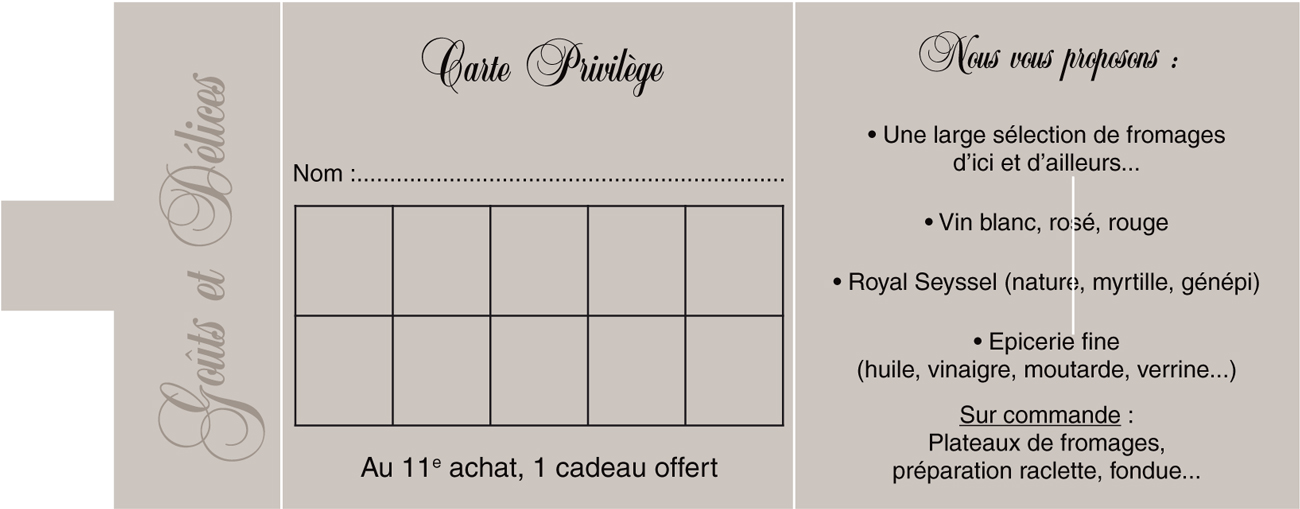 Goûts et Délices
Carte Privilège
Nom :..................................................................
Au 11e achat, 1 cadeau offert
Nous vous proposons :
• Une large sélection de fromages
d'ici et d'ailleurs...
• Vin blanc, rosé, rouge
• Royal Seyssel (nature, myrtille, génépi)
• Epicerie fine
(huile, vinaigre, moutarde, verrine...)
Sur commande :
Plateaux de fromages,
préparation raclette, fondue...